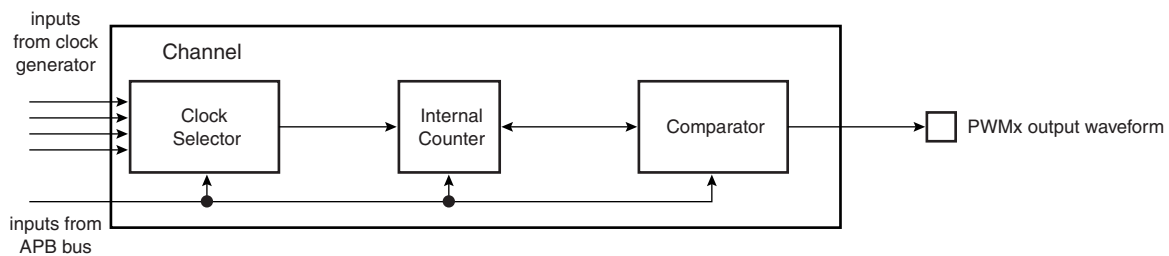 inputs
from clock
generator
Channel
Clock
Selector
Internal
Counter
Comparator
PWMx output waveform
inputs from
APB bus